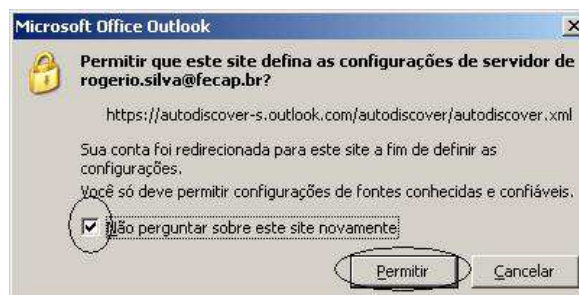 Microsoft Office Outlook
Permitir que este site defina as configurações de servidor de
rogerio.silva@fecap.br?
https://autodiscover-s.outlook.com/autodiscover/autodiscover.xml
Sua conta foi redirecionada para este site a fim de definir as
configurações.
Você só deve permitir configurações de fontes conhecidas e confiáveis.
Não perguntar sobre este site novamente
Permitir
Cancelar